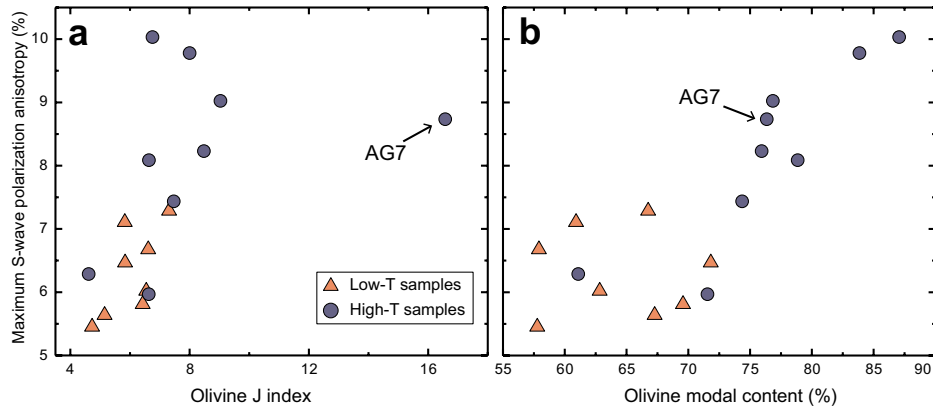 Maximum S-wave polarization anisotropy (%)
10
9
8
7
6
5
a
AG7
Low-T samples
High-T samples
4 8 12 16
Olivine J index
b
AG7
55 60 65 70 75 80 85 90
Olivine modal content (%)